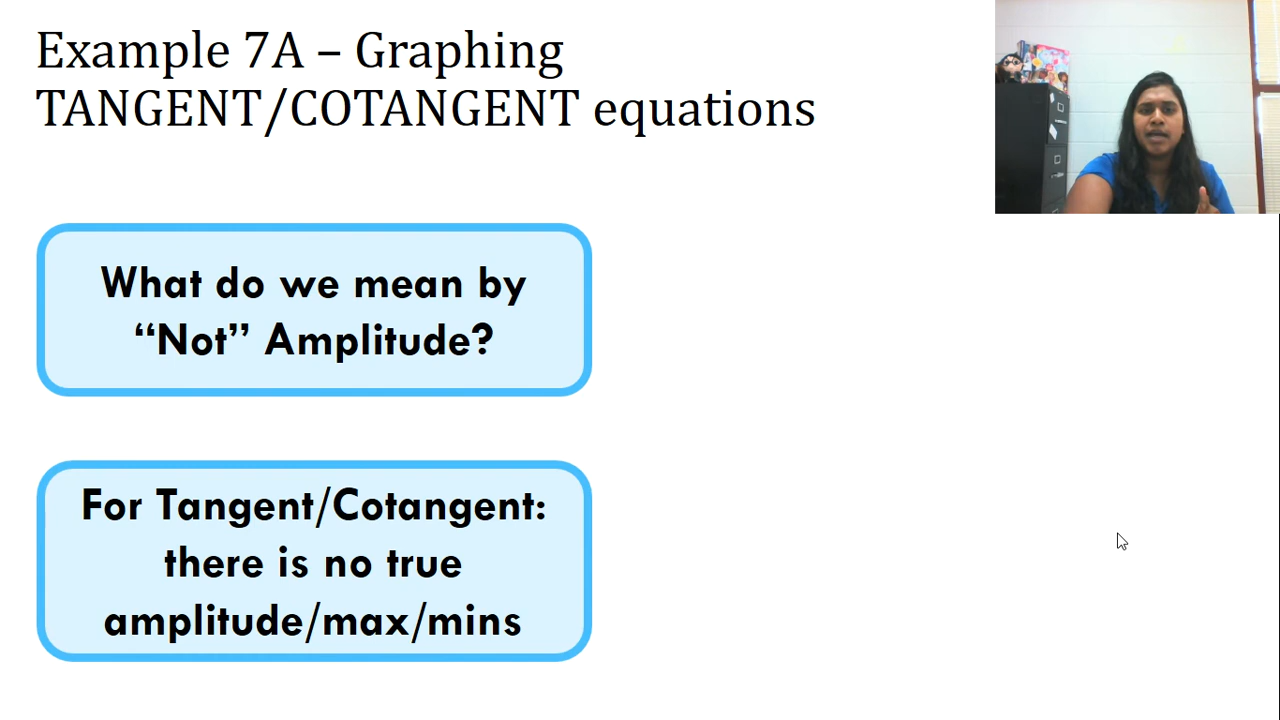 Example 7A – Graphing
TANGENT/COTANGENT equations
What do we mean by
“Not” Amplitude?
For Tangent/Cotangent:
there is no true
amplitude/max/mins